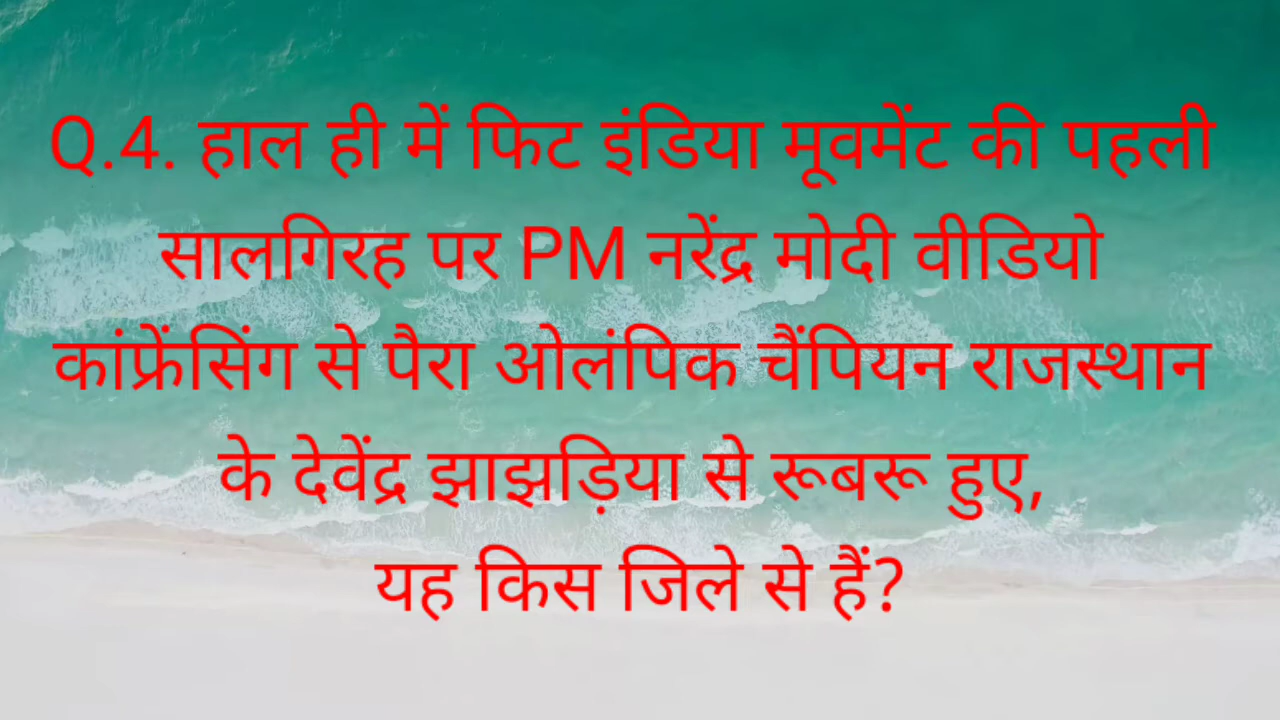 Q.4. हाल ही में फिट इंडिया मूवमेंट की पहली
सालगिरह पर PM नरेंद्र मोदी वीडियो
कांफ्रेंसिंग से पैरा ओलंपिक चैंपियन राजस्थान
के देवेंद्र झाझड़िया से रूबरू हुए,
यह किस जिले से हैं?